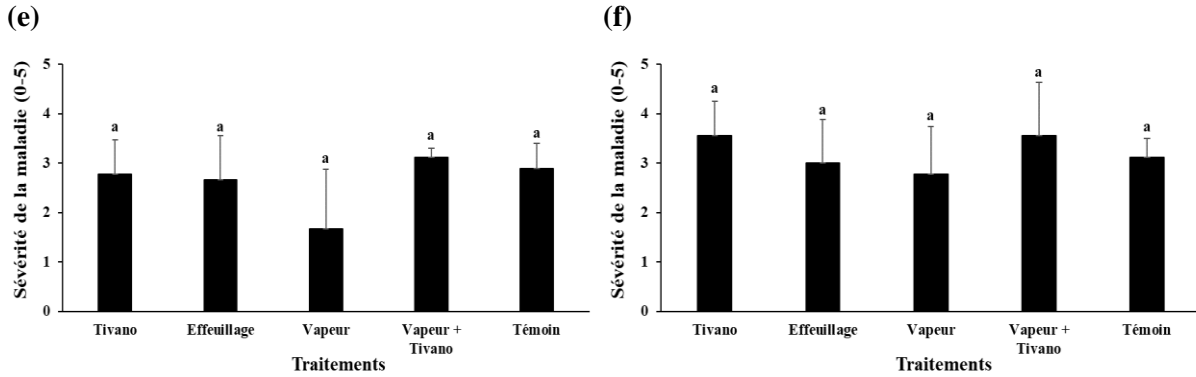 (e)
Sévérité de la maladie (0-5)
5
4
3
2
1
0
a
a
a
a
a
Tivano
Effeuillage
Vapeur
Vapeur +
Tivano
Témoin
Traitements
(f)
Sévérité de la maladie (0-5)
5
4
3
2
1
0
a
a
a
a
a
Tivano
Effeuillage
Vapeur
Vapeur +
Tivano
Témoin
Traitements